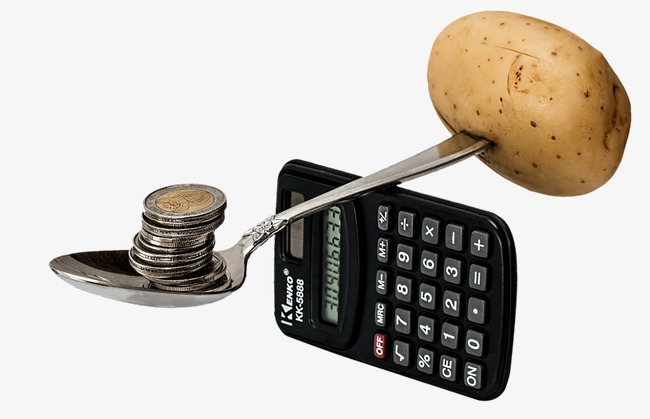 KENKO®
KK-5888
OFF MRC M- M+ +/-
√ 7 8 9 ÷
% 4 5 6 ×
CE 1 2 3 −
ON 0 • = +